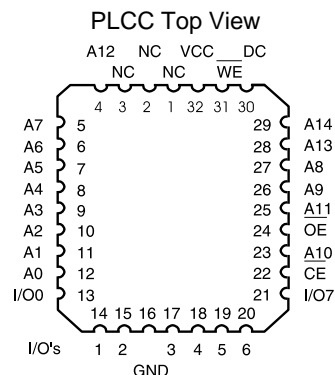 PLCC Top View
A12 NC VCC DC
NC NC WE
4 3 2 1 32 31 30
A7 5 29 A14
A6 6 28 A13
A5 7 27 A8
A4 8 26 A9
A3 9 25 A11
A2 10 24 OE
A1 11 23 A10
A0 12 22 CE
I/O0 13 21 I/O7
14 15 16 17 18 19 20
I/O's 1 2 3 4 5 6
GND